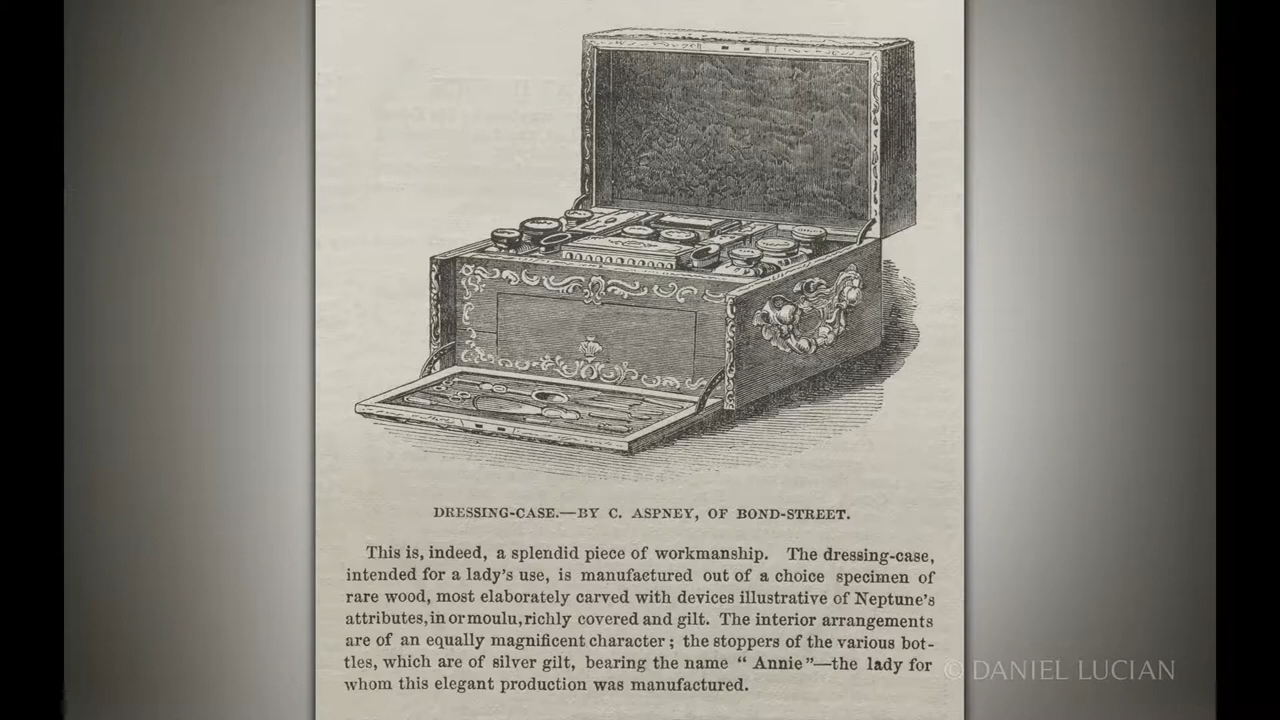 DRESSING-CASE.—BY C. ASPNEY, OF BOND-STREET.
This is, indeed, a splendid piece of workmanship. The dressing-case,
intended for a lady's use, is manufactured out of a choice specimen of
rare wood, most elaborately carved with devices illustrative of Neptune's
attributes, in ormoulu, richly covered and gilt. The interior arrangements
are of an equally magnificent character; the stoppers of the various bot-
tles, which are of silver gilt, bearing the name "Annie"—the lady for
whom this elegant production was manufactured.
© DANIEL LUCIAN